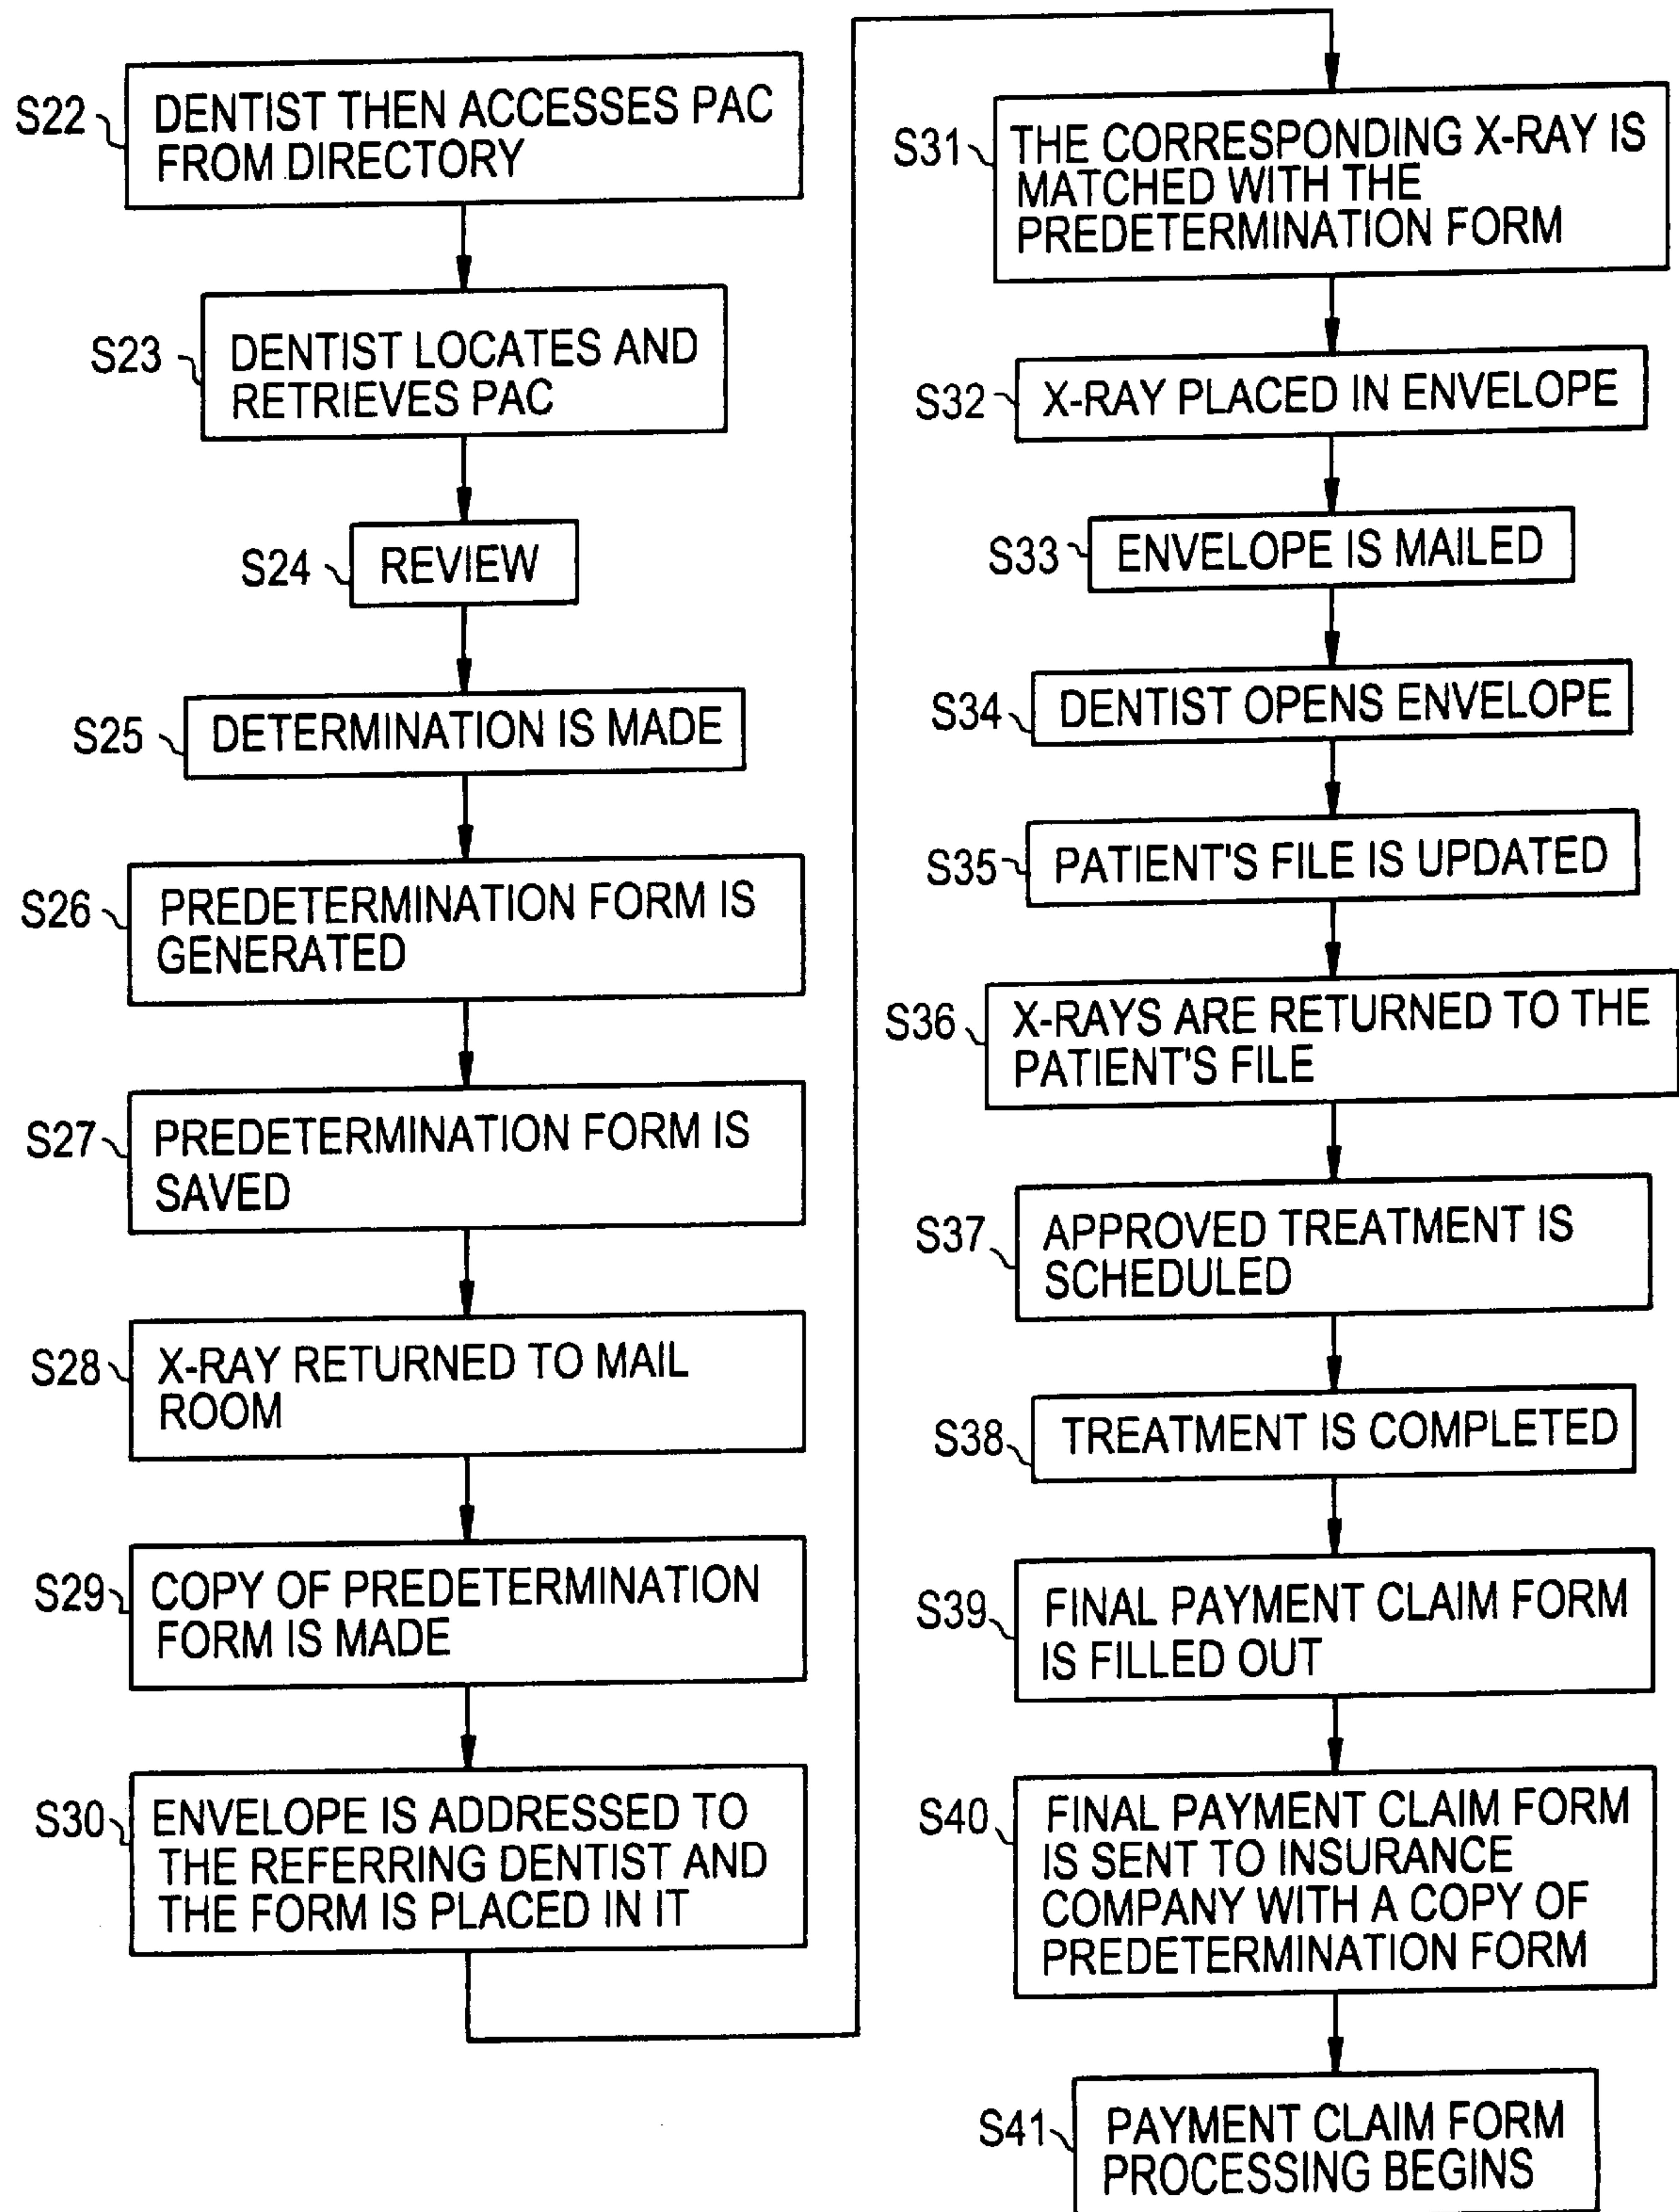 S22
DENTIST THEN ACCESSES PAC
FROM DIRECTORY
S23
DENTIST LOCATES AND
RETRIEVES PAC
S24
REVIEW
S25
DETERMINATION IS MADE
S26
PREDETERMINATION FORM IS
GENERATED
S27
PREDETERMINATION FORM IS
SAVED
S28
X-RAY RETURNED TO MAIL
ROOM
S29
COPY OF PREDETERMINATION
FORM IS MADE
S30
ENVELOPE IS ADDRESSED TO
THE REFERRING DENTIST AND
THE FORM IS PLACED IN IT
S31
THE CORRESPONDING X-RAY IS
MATCHED WITH THE
PREDETERMINATION FORM
S32
X-RAY PLACED IN ENVELOPE
S33
ENVELOPE IS MAILED
S34
DENTIST OPENS ENVELOPE
S35
PATIENT'S FILE IS UPDATED
S36
X-RAYS ARE RETURNED TO THE
PATIENT'S FILE
S37
APPROVED TREATMENT IS
SCHEDULED
S38
TREATMENT IS COMPLETED
S39
FINAL PAYMENT CLAIM FORM
IS FILLED OUT
S40
FINAL PAYMENT CLAIM FORM
IS SENT TO INSURANCE
COMPANY WITH A COPY OF
PREDETERMINATION FORM
S41
PAYMENT CLAIM FORM
PROCESSING BEGINS